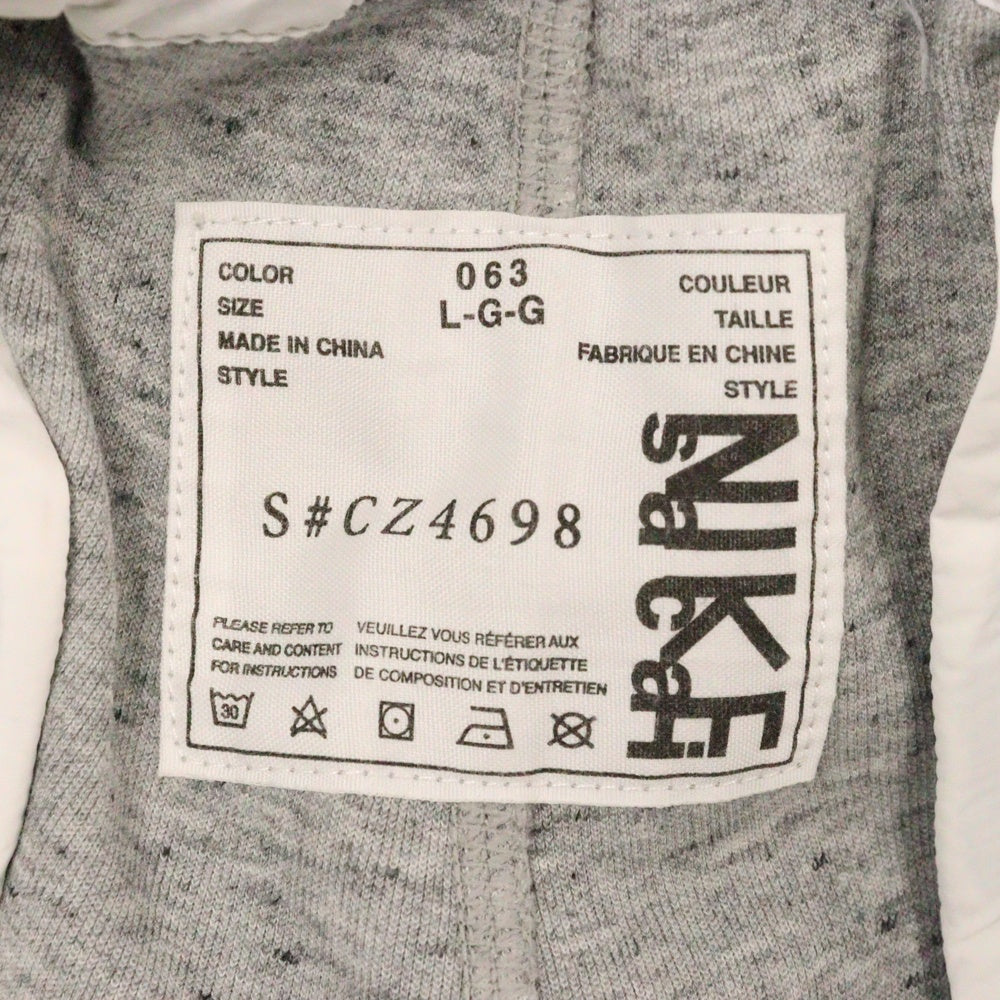 COLOR 063 COULEUR
SIZE L-G-G TAILLE
MADE IN CHINA FABRIQUE EN CHINE
STYLE STYLE
S#CZ4698
NIKE
sacai
PLEASE REFER TO
CARE AND CONTENT
FOR INSTRUCTIONS
VEUILLEZ VOUS RÉFÉRER AUX
INSTRUCTIONS DE L'ÉTIQUETTE
DE COMPOSITION ET D'ENTRETIEN
30